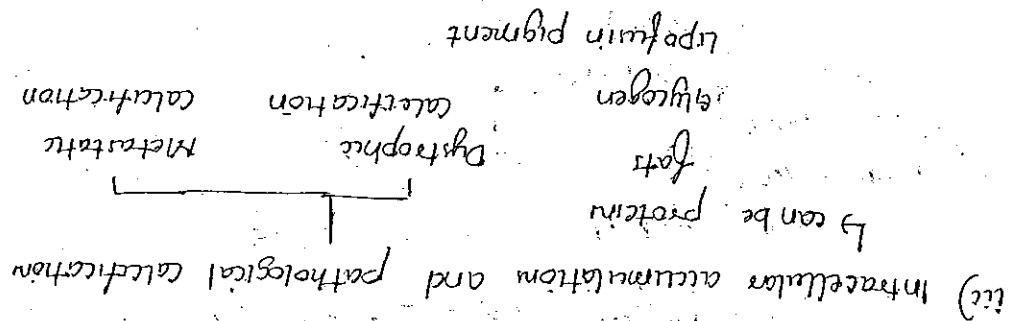 iii) Intracellular accumulation and pathological calcification
↳ can be protein
fats Dystrophic Metastatic
Glycogen calcification calcification
Lipofuscin pigment